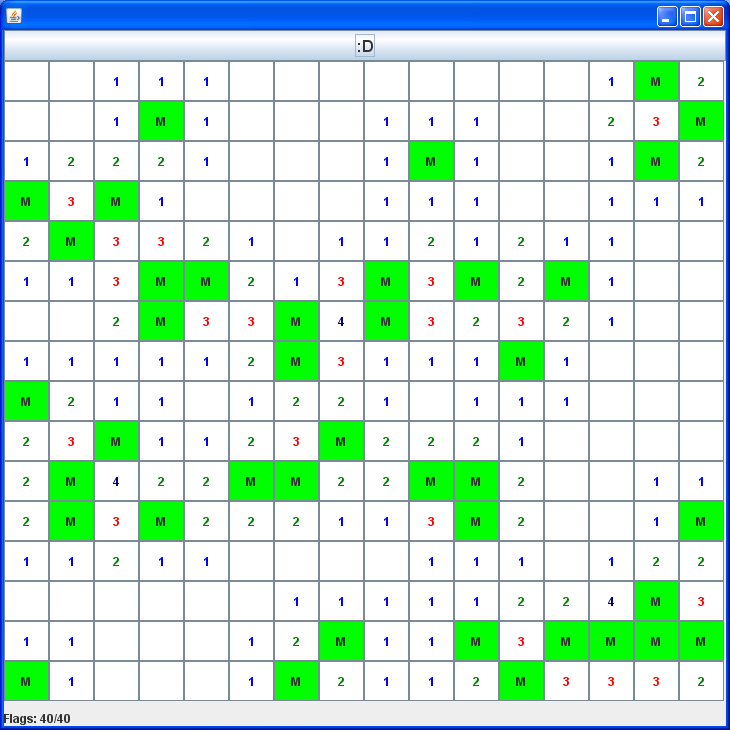 :D
1 1 1 1 M 2
1 M 1 1 1 1 2 3 M
1 2 2 2 1 1 M 1 1 M 2
M 3 M 1 1 1 1 1 1 1
2 M 3 3 2 1 1 1 2 1 2 1 1
1 1 3 M M 2 1 3 M 3 M 2 M 1
2 M 3 3 M 4 M 3 2 3 2 1
1 1 1 1 1 2 M 3 1 1 1 M 1
M 2 1 1 1 2 2 1 1 1 1
2 3 M 1 1 2 3 M 2 2 2 1
2 M 4 2 2 M M 2 2 M M 2 1 1
2 M 3 M 2 2 2 1 1 3 M 2 1 M
1 1 2 1 1 1 1 1 1 2 2
1 1 1 1 1 2 2 4 M 3
1 1 1 2 M 1 1 M 3 M M M M
M 1 1 M 2 1 1 2 M 3 3 3 2
Flags: 40/40